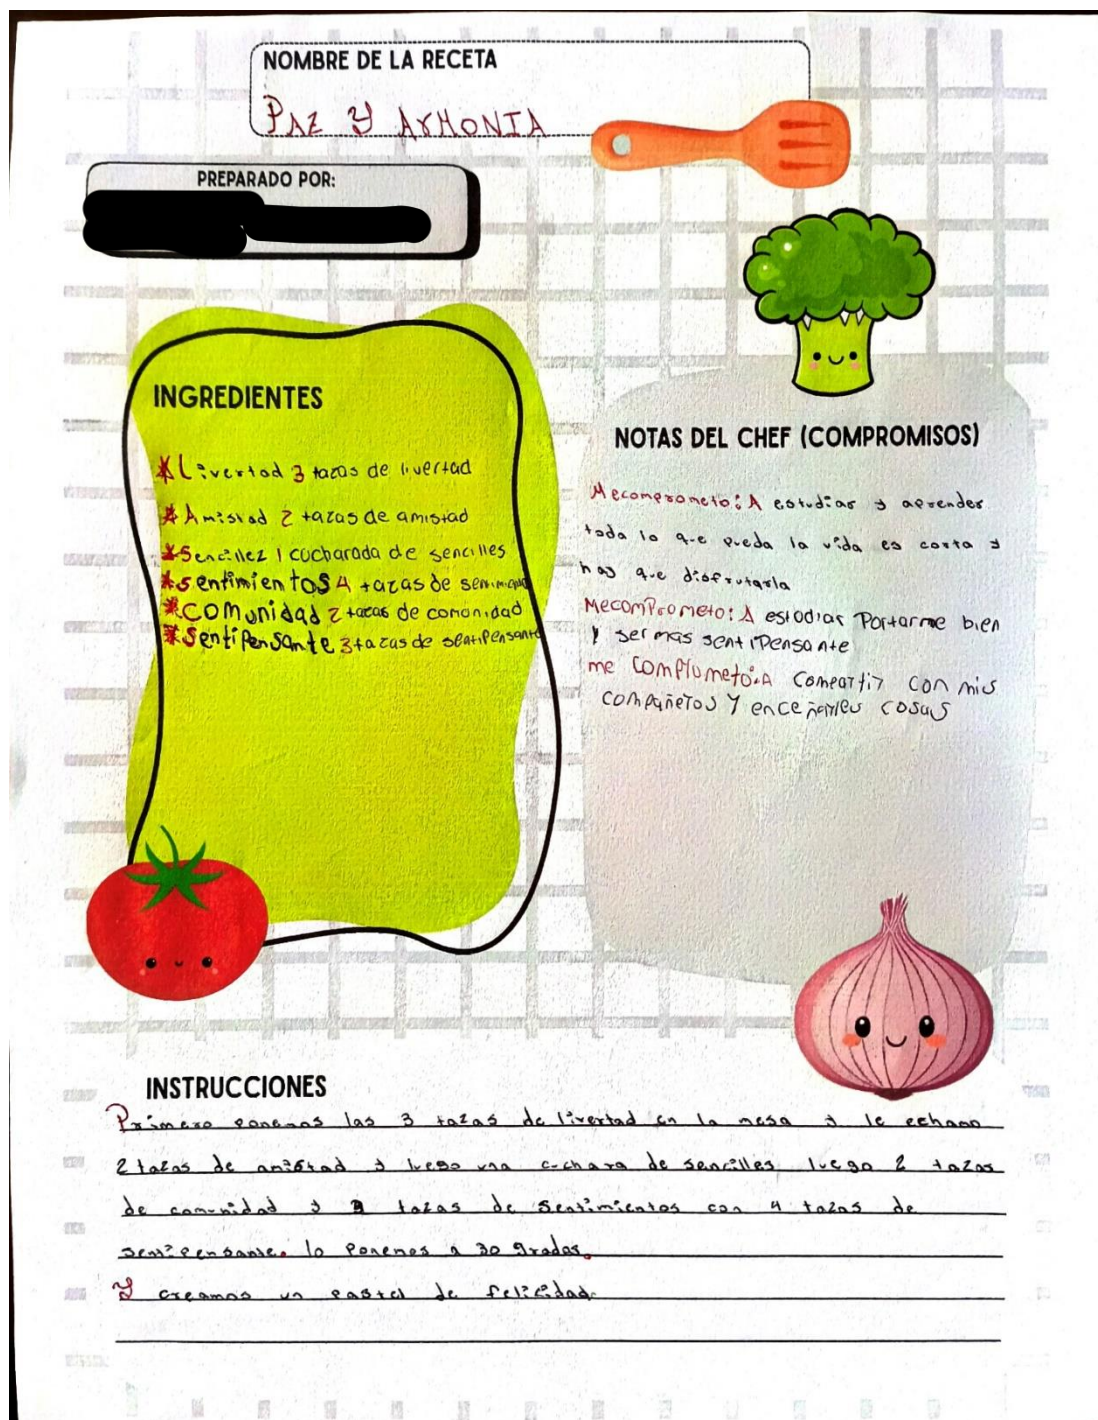 NOMBRE DE LA RECETA
PAZ Y ARMONIA
PREPARADO POR:
INGREDIENTES
*Livertad 3 tazas de livertad
*Amistad 2 tazas de amistad
*Sencillez 1 cucharada de sencilles
*sentimientos 4 tazas de
*Comunidad 2 tazas de comunidad
*Sentipensante 3 tazas de sentipensante
NOTAS DEL CHEF (COMPROMISOS)
Mecomprometo: A estudiar y aprender
toda lo que pueda la vida es corta y
hay que disfrutarla
Mecomprometo: A estodiar Portarme bien
y ser mas sentipensante
me complometo:A compartir con mis
compañeros Y enceñarles cosas
INSTRUCCIONES
Primero ponemos las 3 tazas de livertad en la mesa y le echamo
2 tazas de amistad y luego una cuchara de sencilles luego 2 tazas
de comunidad y 3 tazas de sentimientos con 4 tazas de
sentipensante. lo ponemos a 30 grados.
Y creamos un pastel de felicidad.